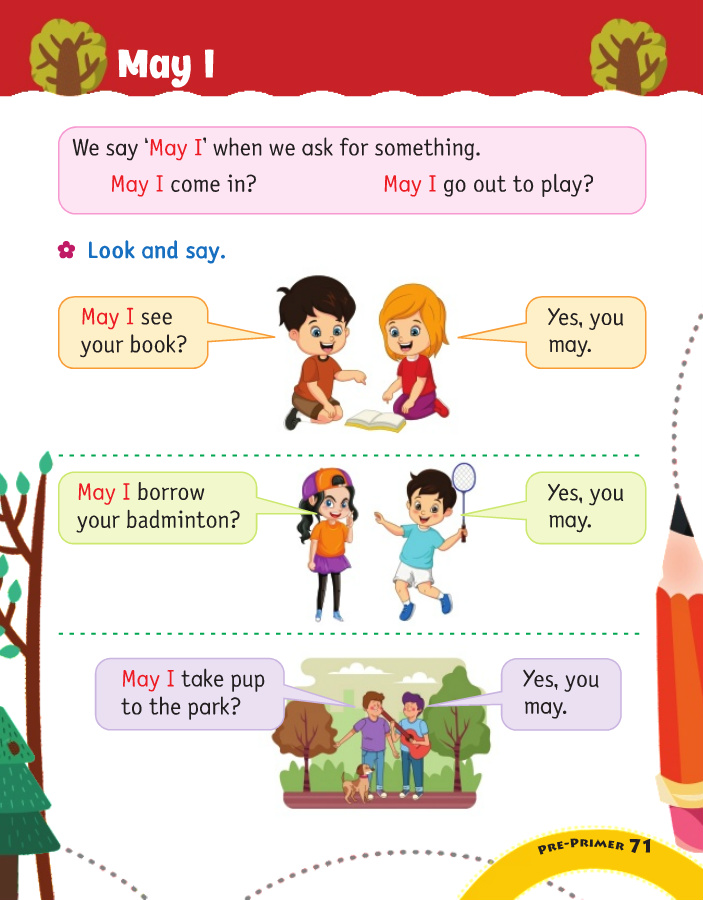 May I
We say ‘May I’ when we ask for something.
May I come in?
May I go out to play?
Look and say.
May I see
your book?
Yes, you
may.
May I borrow
your badminton?
Yes, you
may.
May I take pup
to the park?
Yes, you
may.
PRE-PRIMER 71